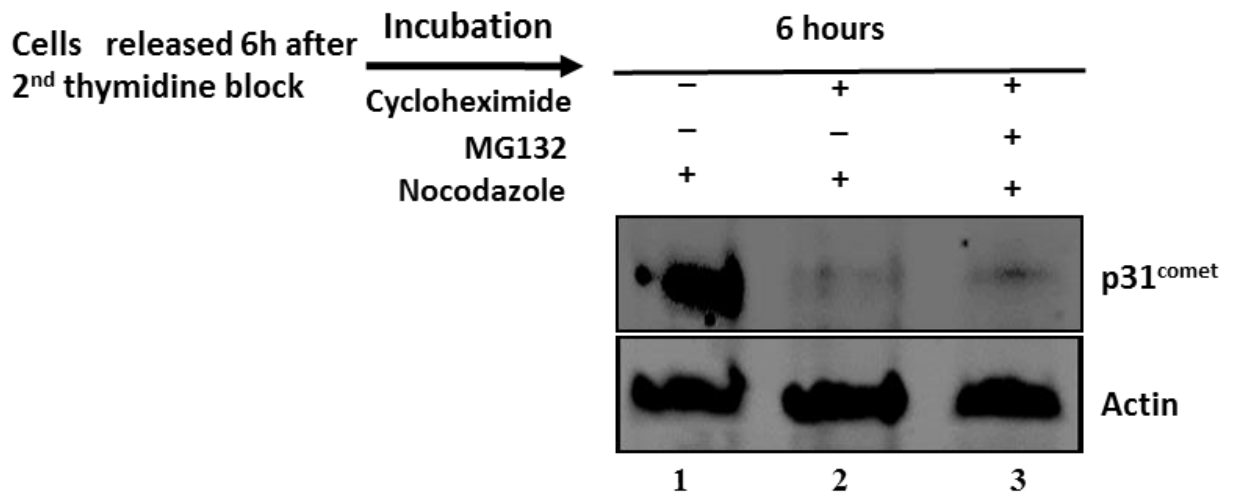 Cells released 6h after
2nd thymidine block
Incubation
6 hours
Cycloheximide − + +
MG132 − − +
Nocodazole + + +
p31comet
Actin
1 2 3